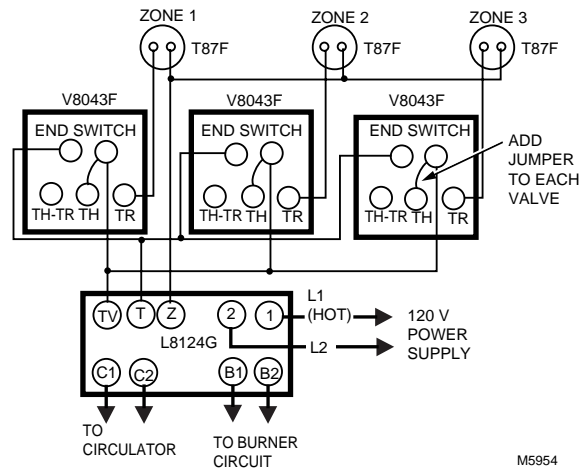 ZONE 1
ZONE 2
ZONE 3
T87F
T87F
T87F
V8043F
V8043F
V8043F
END SWITCH
END SWITCH
END SWITCH
TH-TR TH TR
TH-TR TH TR
TH-TR TH TR
ADD
JUMPER
TO EACH
VALVE
TV T Z 2 1
L8124G
C1 C2 B1 B2
L1
(HOT)
L2
120 V
POWER
SUPPLY
TO
CIRCULATOR
TO BURNER
CIRCUIT
M5954